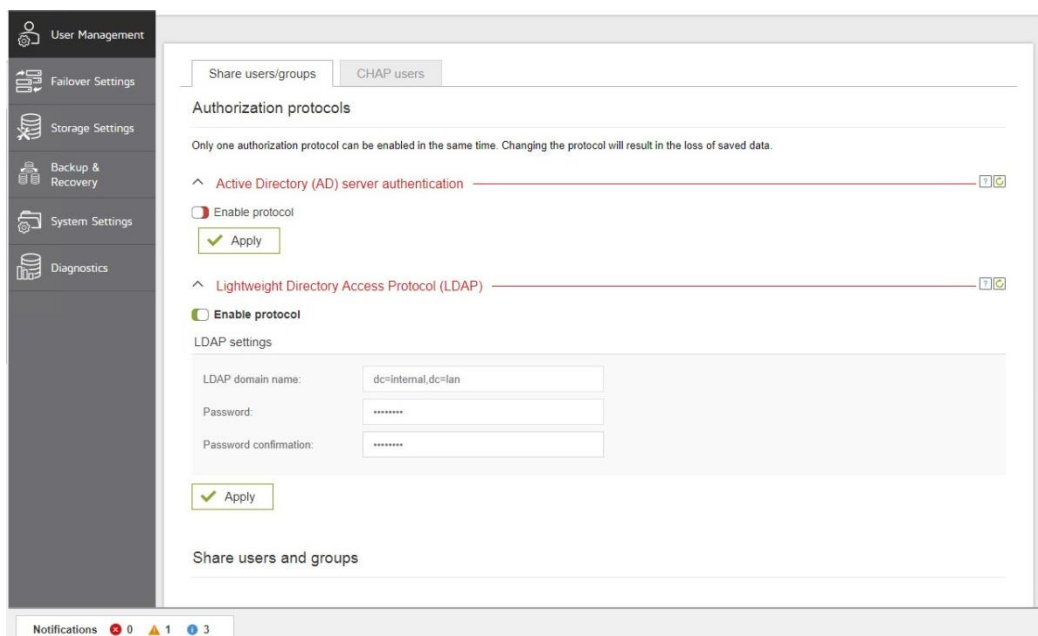 User Management
Failover Settings
Storage Settings
Backup &
Recovery
System Settings
Diagnostics
Share users/groups
CHAP users
Authorization protocols
Only one authorization protocol can be enabled in the same time. Changing the protocol will result in the loss of saved data.
Active Directory (AD) server authentication
?
Enable protocol
Apply
Lightweight Directory Access Protocol (LDAP)
?
Enable protocol
LDAP settings
LDAP domain name: dc=internal,dc=lan
Password: ••••••••
Password confirmation: ••••••••
Apply
Share users and groups
Notifications 0 1 3